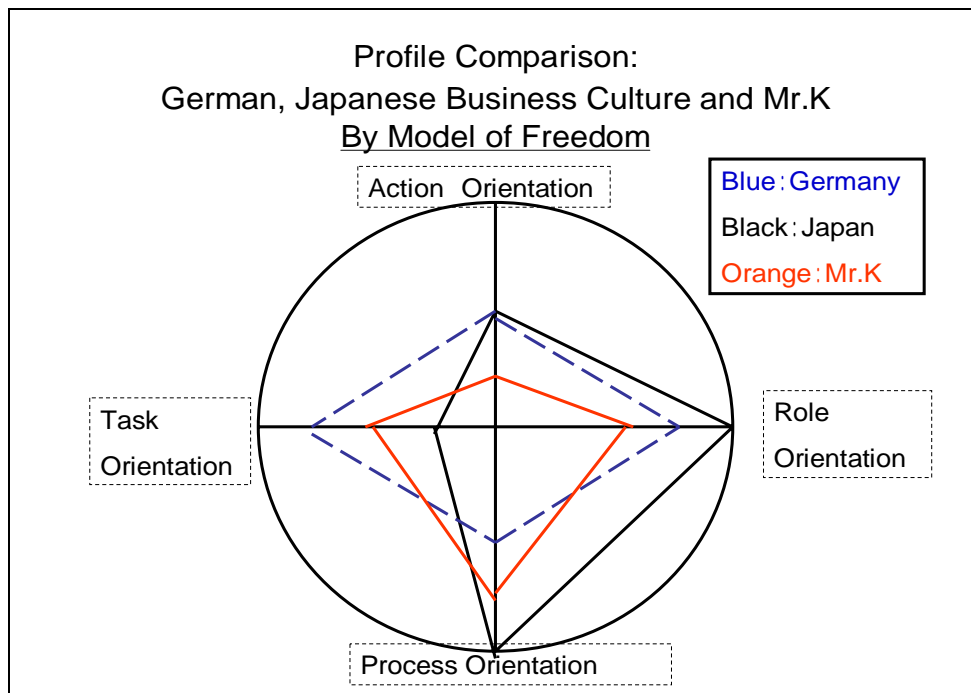 Profile Comparison:
German, Japanese Business Culture and Mr.K
By Model of Freedom
Action Orientation
Blue:Germany
Black:Japan
Orange:Mr.K
Task
Orientation
Role
Orientation
Process Orientation